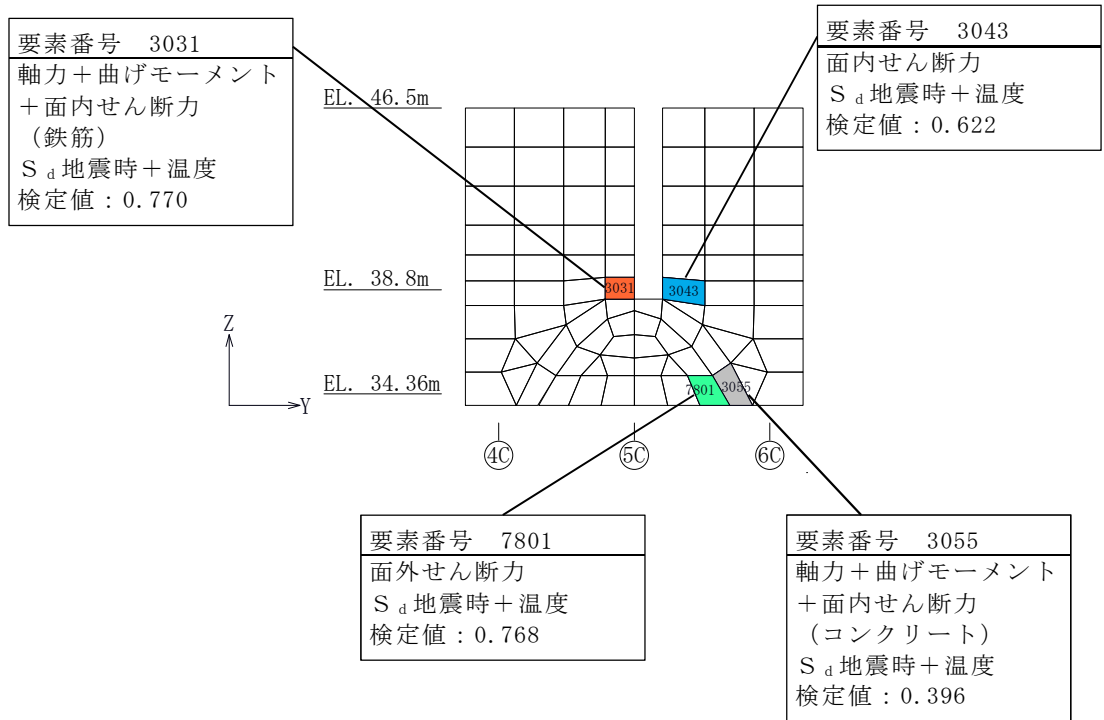 要素番号　3031
軸力＋曲げモーメント
＋面内せん断力
（鉄筋）
Ｓｄ地震時＋温度
検定値：0.770
要素番号　3043
面内せん断力
Ｓｄ地震時＋温度
検定値：0.622
EL. 46.5m
EL. 38.8m
EL. 34.36m
3031
3043
7801
3055
Z
Y
4C
5C
6C
要素番号　7801
面外せん断力
Ｓｄ地震時＋温度
検定値：0.768
要素番号　3055
軸力＋曲げモーメント
＋面内せん断力
（コンクリート）
Ｓｄ地震時＋温度
検定値：0.396